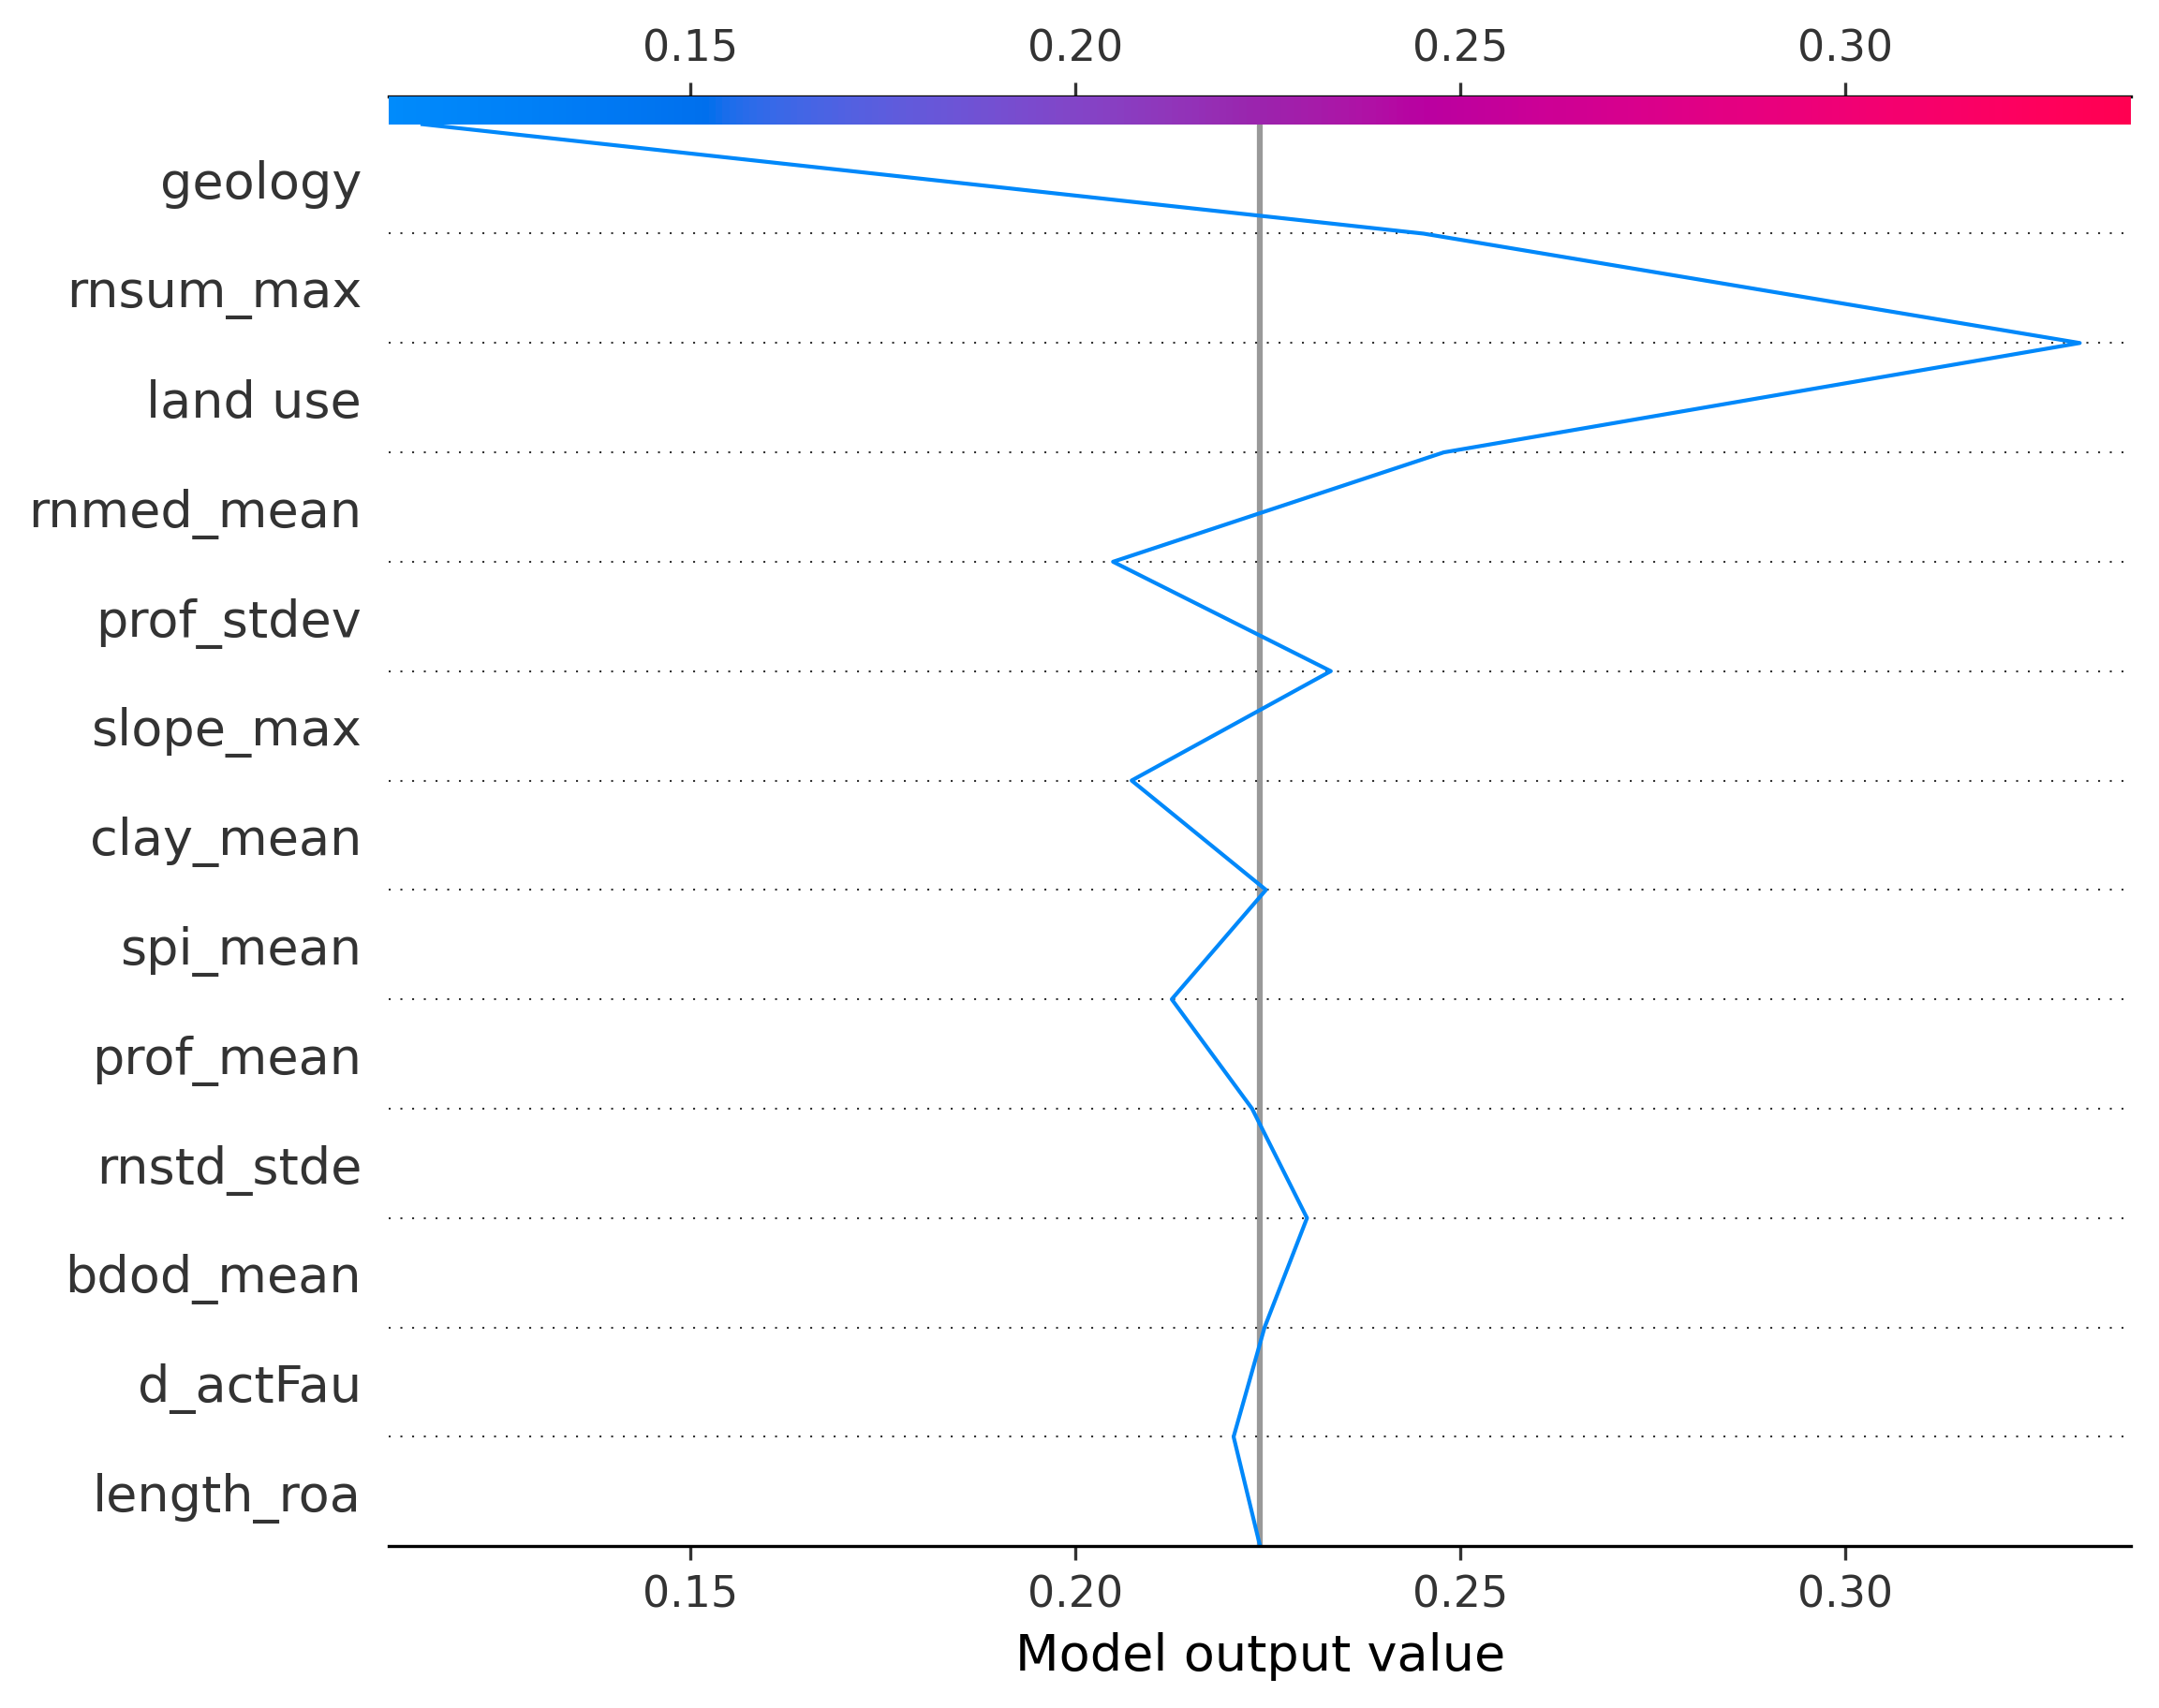 0.15 0.20 0.25 0.30
geology
rnsum_max
land use
rnmed_mean
prof_stdev
slope_max
clay_mean
spi_mean
prof_mean
rnstd_stde
bdod_mean
d_actFau
length_roa
0.15 0.20 0.25 0.30
Model output value